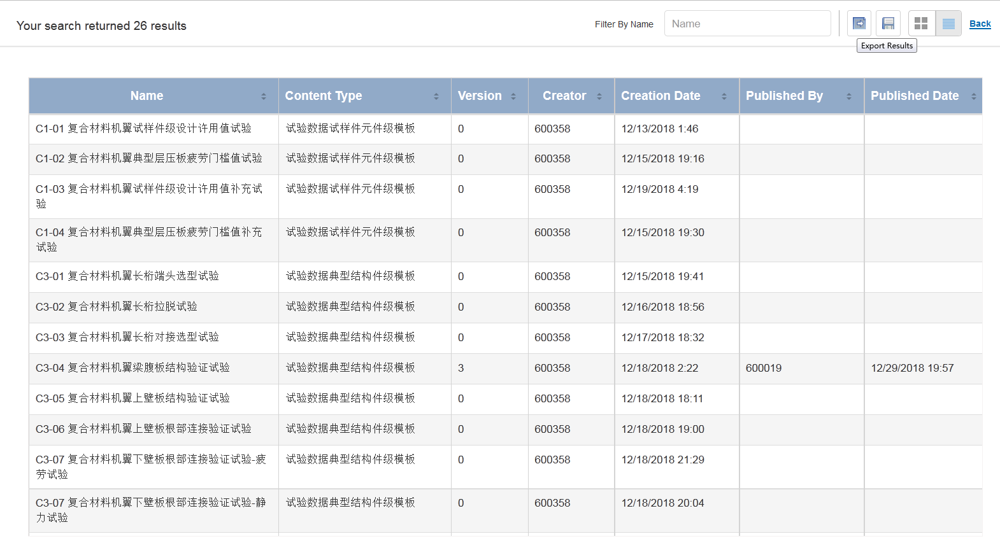 Your search returned 26 results
Filter By Name
Name
Back
Export Results
Name Content Type Version Creator Creation Date Published By Published Date
C1-01 复合材料机翼试样件级设计许用值试验 试验数据试样件元件级模板 0 600358 12/13/2018 1:46
C1-02 复合材料机翼典型层压板疲劳门槛值试验 试验数据试样件元件级模板 0 600358 12/15/2018 19:16
C1-03 复合材料机翼试样件级设计许用值补充试 试验数据试样件元件级模板 0 600358 12/19/2018 4:19
验
C1-04 复合材料机翼典型层压板疲劳门槛值补充 试验数据试样件元件级模板 0 600358 12/15/2018 19:30
试验
C3-01 复合材料机翼长桁端头选型试验 试验数据典型结构件级模板 0 600358 12/15/2018 19:41
C3-02 复合材料机翼长桁拉脱试验 试验数据典型结构件级模板 0 600358 12/16/2018 18:56
C3-03 复合材料机翼长桁对接选型试验 试验数据典型结构件级模板 0 600358 12/17/2018 18:32
C3-04 复合材料机翼梁腹板结构验证试验 试验数据典型结构件级模板 3 600358 12/18/2018 2:22 600019 12/29/2018 19:57
C3-05 复合材料机翼上壁板结构验证试验 试验数据典型结构件级模板 0 600358 12/18/2018 18:11
C3-06 复合材料机翼上壁板根部连接验证试验 试验数据典型结构件级模板 0 600358 12/18/2018 19:00
C3-07 复合材料机翼下壁板根部连接验证试验-疲 试验数据典型结构件级模板 0 600358 12/18/2018 21:29
劳试验
C3-07 复合材料机翼下壁板根部连接验证试验-静 试验数据典型结构件级模板 0 600358 12/18/2018 20:04
力试验